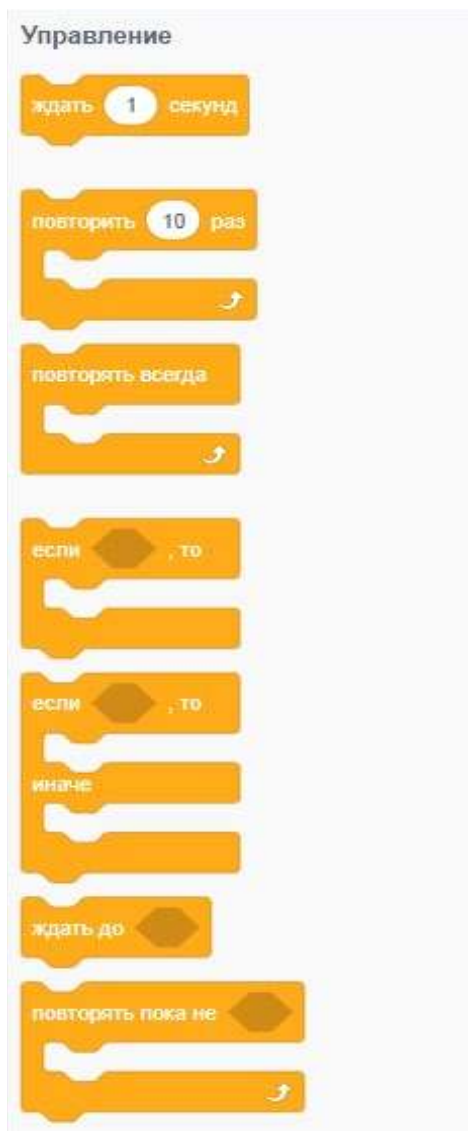 Управление
ждать 1 секунд
повторить 10 раз
повторять всегда
если , то
если , то
иначе
ждать до
повторять пока не